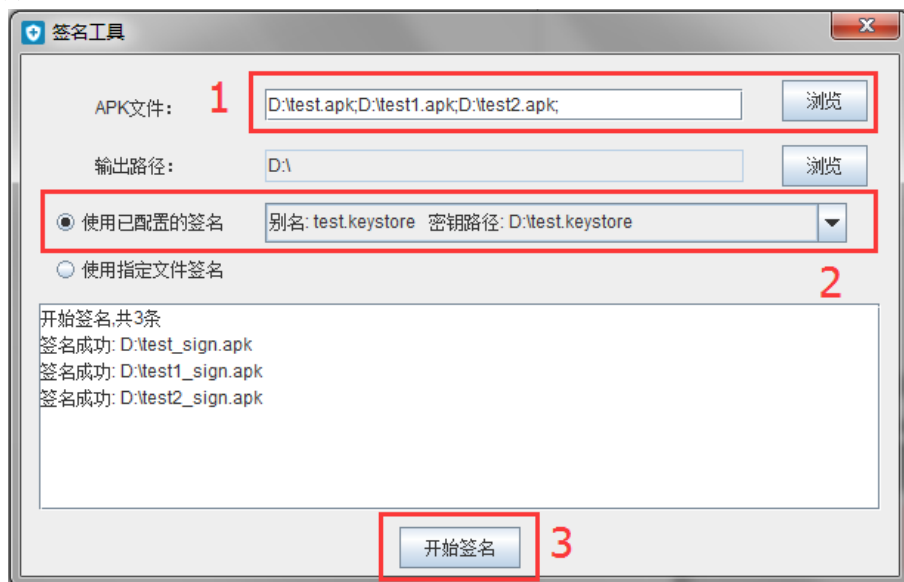 签名工具
APK文件：
1
D:\test.apk;D:\test1.apk;D:\test2.apk;
浏览
输出路径：
D:\
浏览
使用已配置的签名
别名: test.keystore 密钥路径: D:\test.keystore
使用指定文件签名
2
开始签名,共3条
签名成功: D:\test_sign.apk
签名成功: D:\test1_sign.apk
签名成功: D:\test2_sign.apk
开始签名
3